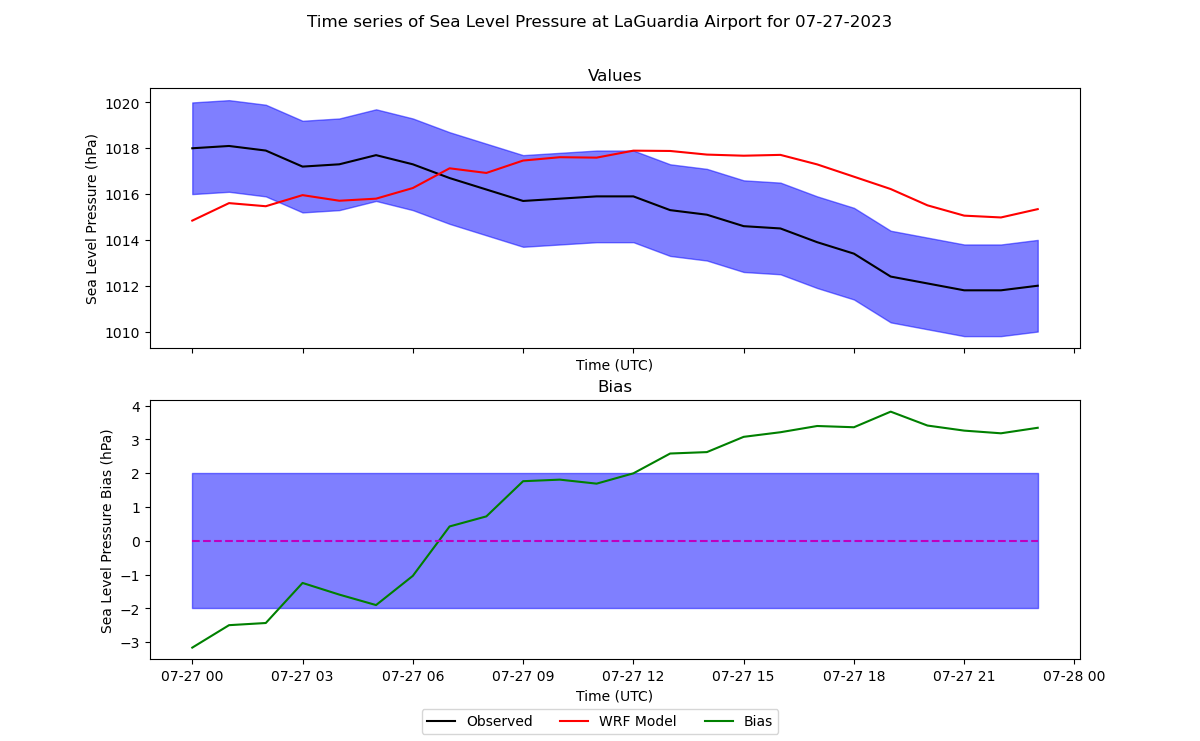 Time series of Sea Level Pressure at LaGuardia Airport for 07-27-2023
Values
Sea Level Pressure (hPa)
1020
1018
1016
1014
1012
1010
Time (UTC)
Bias
Sea Level Pressure Bias (hPa)
4
3
2
1
0
−1
−2
−3
07-27 00 07-27 03 07-27 06 07-27 09 07-27 12 07-27 15 07-27 18 07-27 21 07-28 00
Time (UTC)
Observed WRF Model Bias